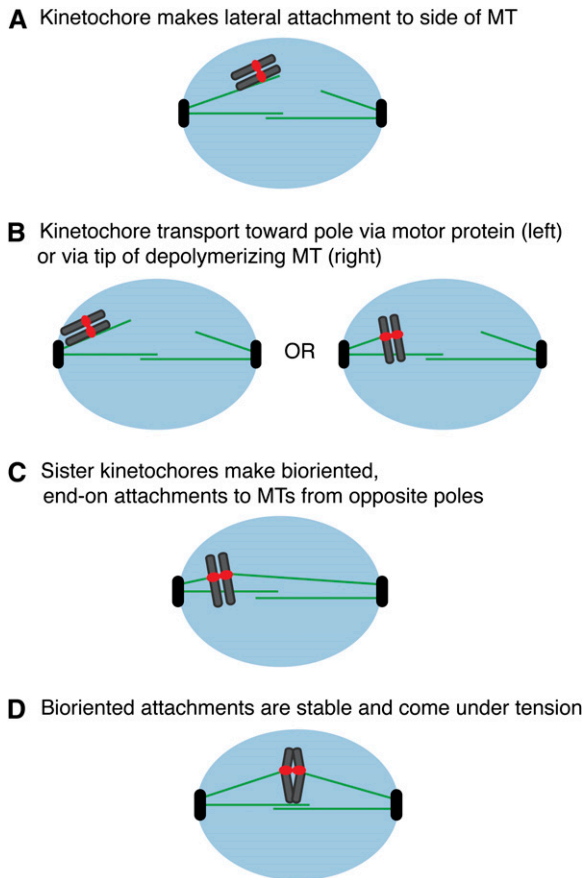 A Kinetochore makes lateral attachment to side of MT
B Kinetochore transport toward pole via motor protein (left)
or via tip of depolymerizing MT (right)
OR
C Sister kinetochores make bioriented,
end-on attachments to MTs from opposite poles
D Bioriented attachments are stable and come under tension